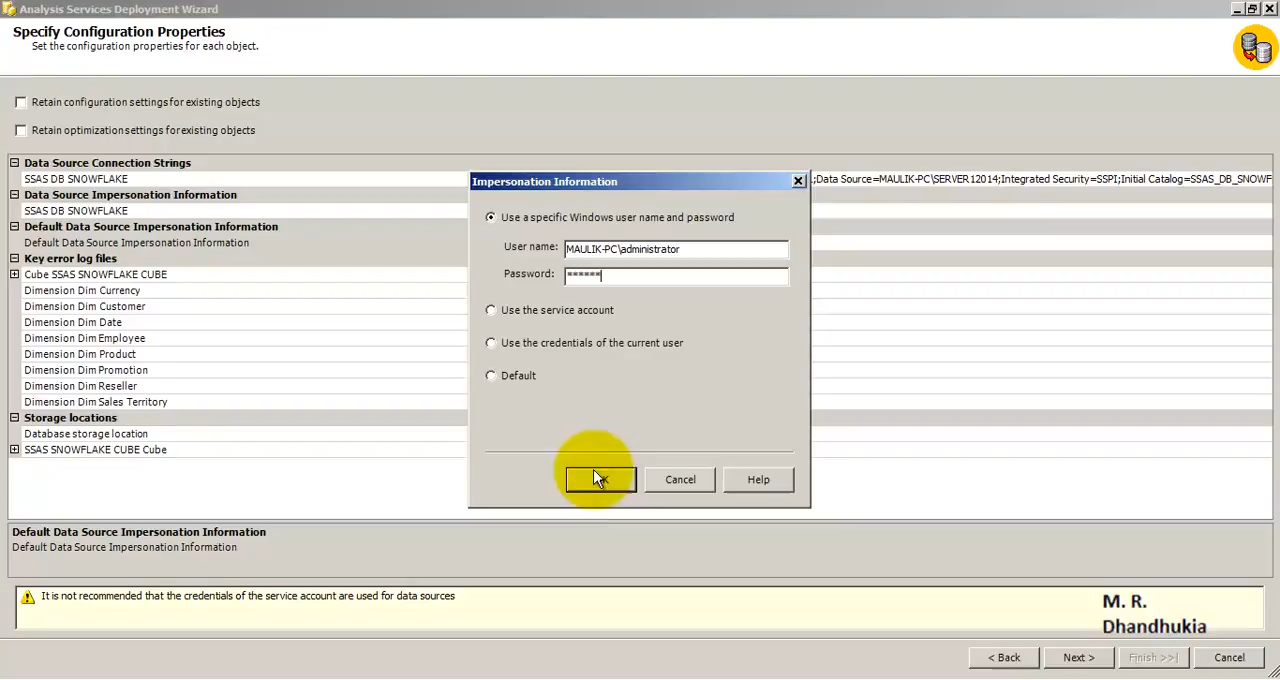 Analysis Services Deployment Wizard
Specify Configuration Properties
Set the configuration properties for each object.
Retain configuration settings for existing objects
Retain optimization settings for existing objects
Data Source Connection Strings
SSAS DB SNOWFLAKE
;Data Source=MAULIK-PC\SERVER12014;Integrated Security=SSPI;Initial Catalog=SSAS_DB_SNOWF
Data Source Impersonation Information
SSAS DB SNOWFLAKE
Default Data Source Impersonation Information
Default Data Source Impersonation Information
Key error log files
Cube SSAS SNOWFLAKE CUBE
Dimension Dim Currency
Dimension Dim Customer
Dimension Dim Date
Dimension Dim Employee
Dimension Dim Product
Dimension Dim Promotion
Dimension Dim Reseller
Dimension Dim Sales Territory
Storage locations
Database storage location
SSAS SNOWFLAKE CUBE Cube
Impersonation Information
Use a specific Windows user name and password
User name: MAULIK-PC\administrator
Password: ******
Use the service account
Use the credentials of the current user
Default
Cancel Help
Default Data Source Impersonation Information
Default Data Source Impersonation Information
It is not recommended that the credentials of the service account are used for data sources
M. R.
Dhandhukia
< Back Next > Finish >>| Cancel